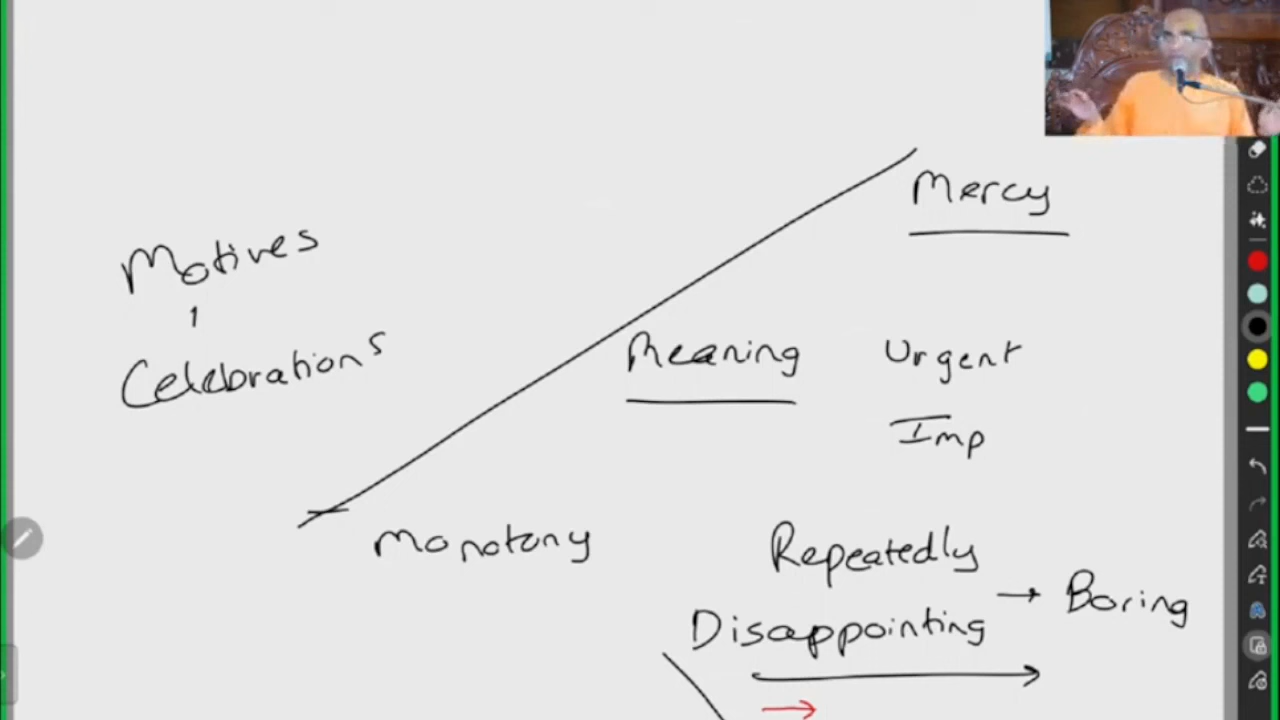 Mercy
Motives
Celebrations
Meaning
Urgent
Imp
Monotony
Repeatedly
Disappointing → Boring